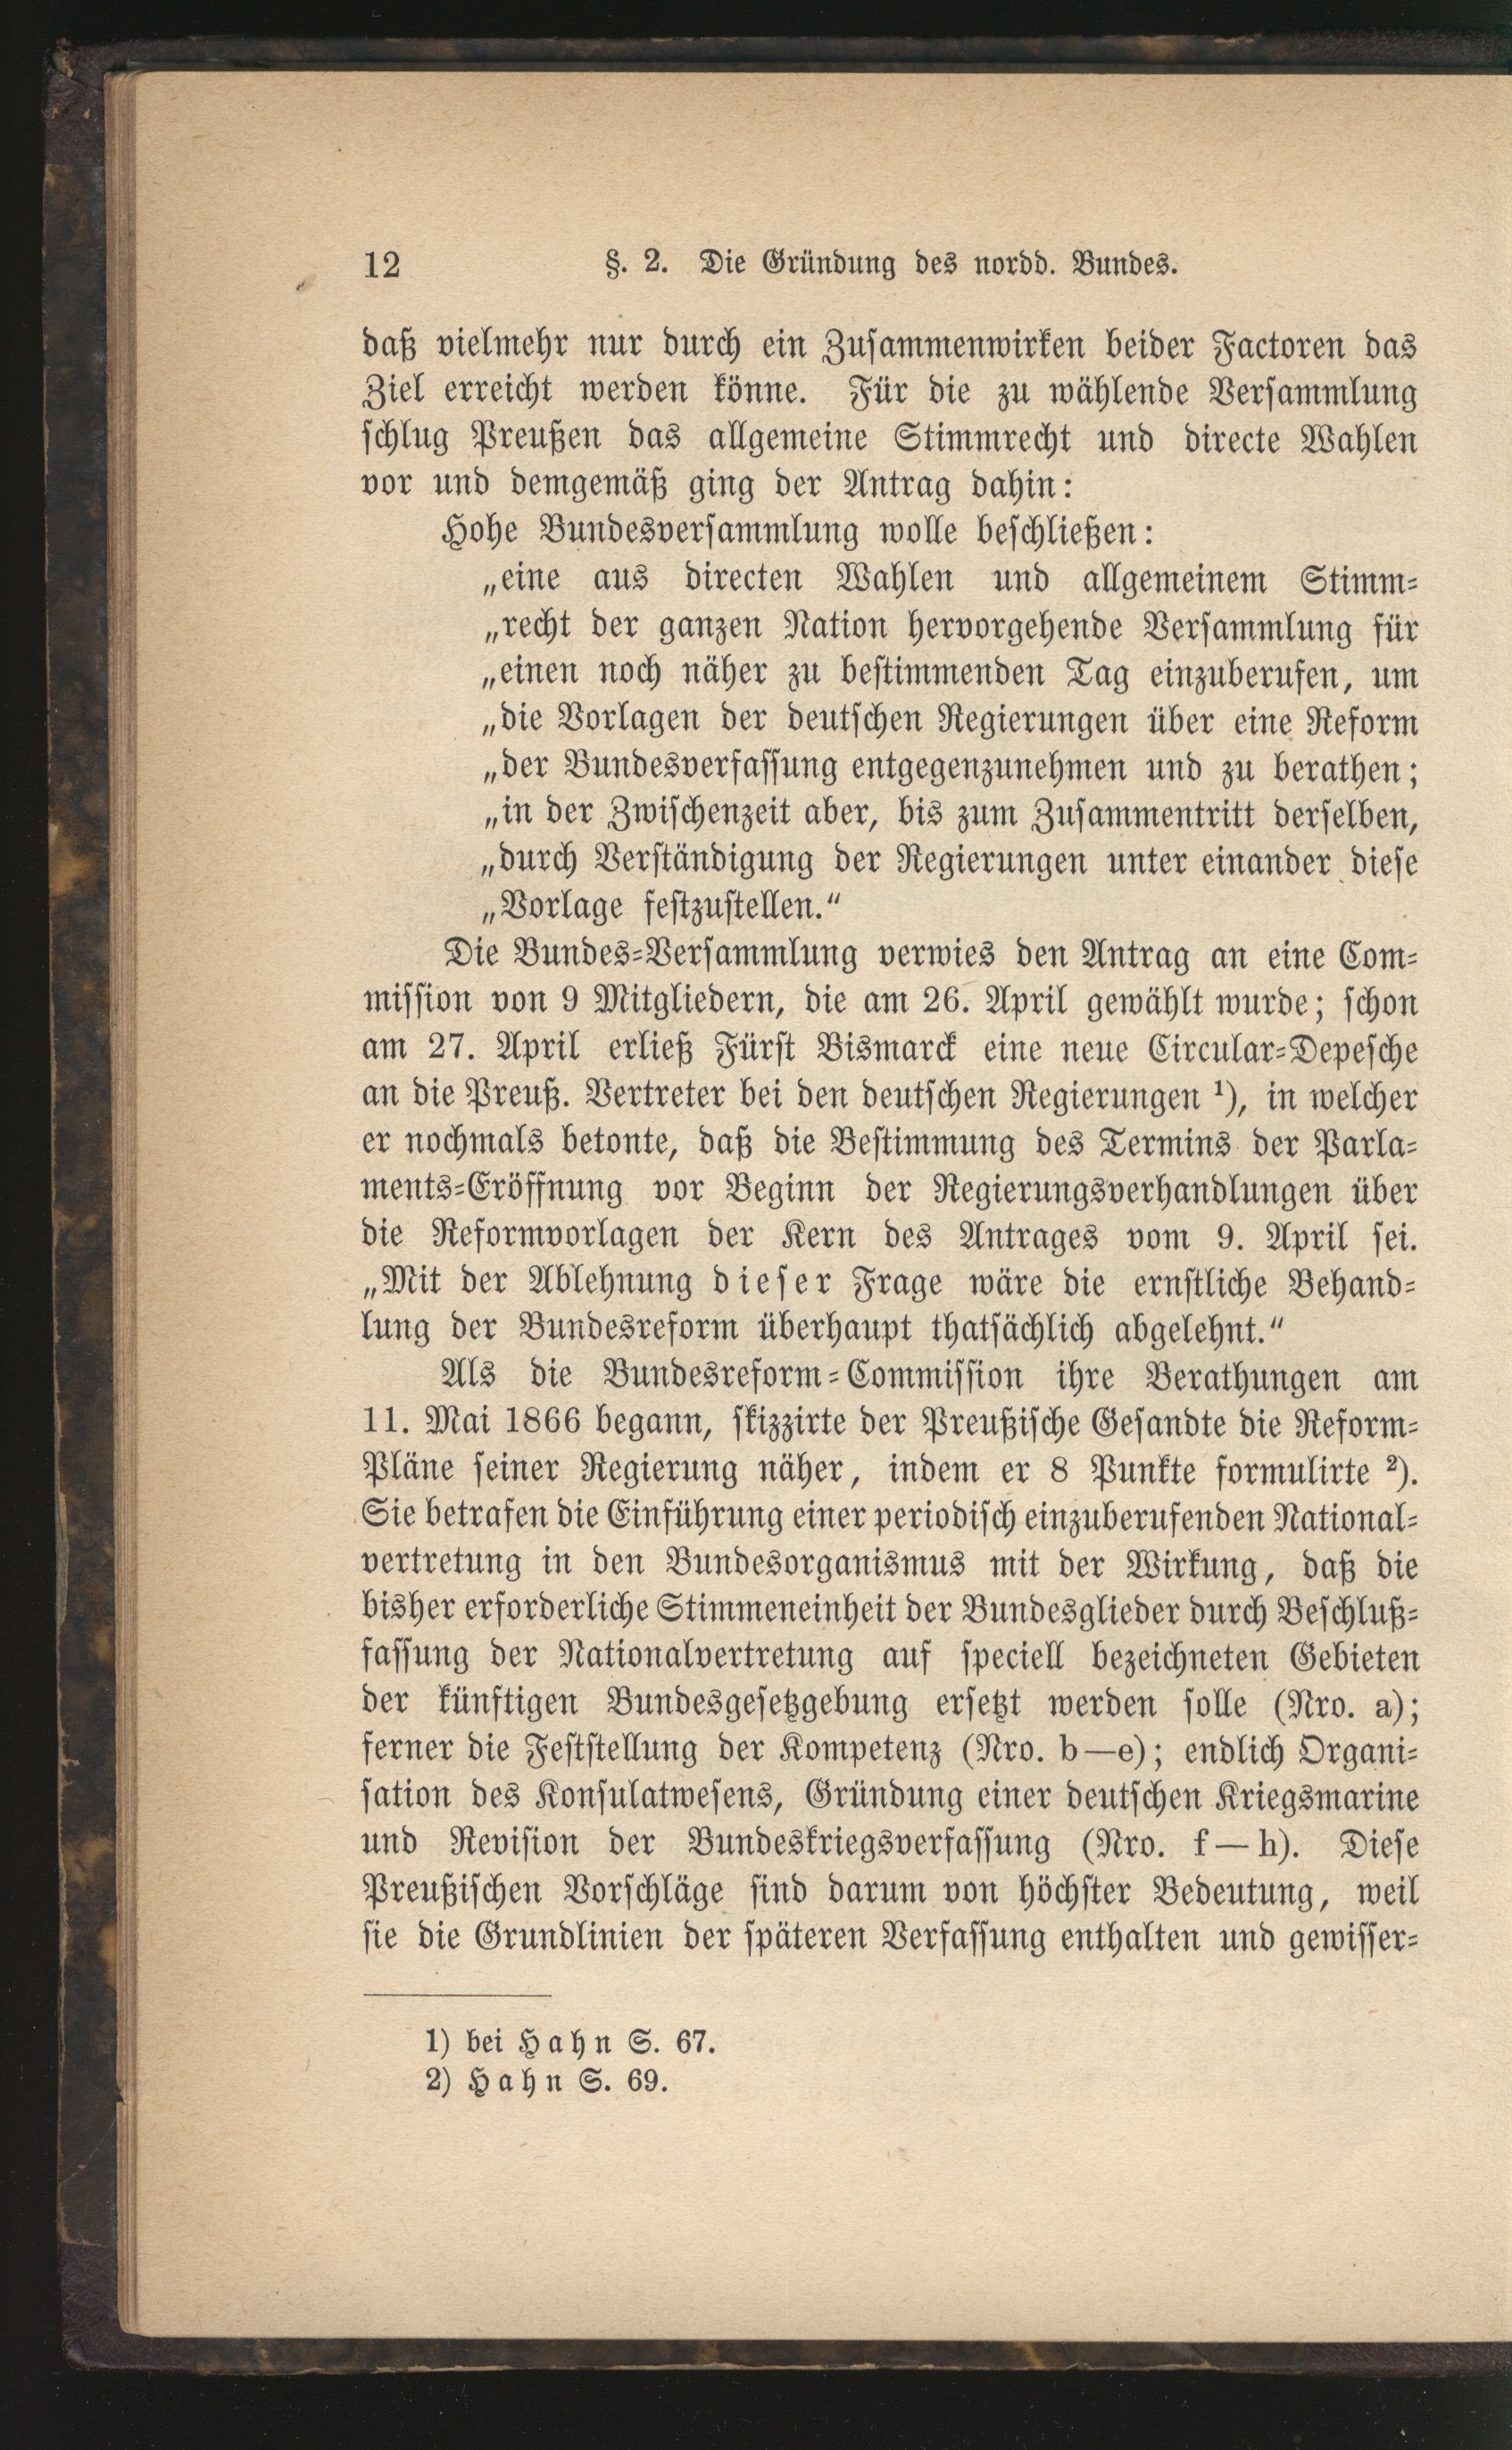 12 §. 2. Die Gründung des nordd. Bundes.
daß vielmehr nur durch ein Zusammenwirken beider Factoren das
Ziel erreicht werden könne. Für die zu wählende Versammlung
schlug Preußen das allgemeine Stimmrecht und directe Wahlen
vor und demgemäß ging der Antrag dahin:
Hohe Bundesversammlung wolle beschließen:
„eine aus directen Wahlen und allgemeinem Stimm-
„recht der ganzen Nation hervorgehende Versammlung für
„einen noch näher zu bestimmenden Tag einzuberufen, um
„die Vorlagen der deutschen Regierungen über eine Reform
„der Bundesverfassung entgegenzunehmen und zu berathen;
„in der Zwischenzeit aber, bis zum Zusammentritt derselben,
„durch Verständigung der Regierungen unter einander diese
„Vorlage festzustellen.“
Die Bundes-Versammlung verwies den Antrag an eine Com-
mission von 9 Mitgliedern, die am 26. April gewählt wurde; schon
am 27. April erließ Fürst Bismarck eine neue Circular-Depesche
an die Preuß. Vertreter bei den deutschen Regierungen ¹), in welcher
er nochmals betonte, daß die Bestimmung des Termins der Parla-
ments-Eröffnung vor Beginn der Regierungsverhandlungen über
die Reformvorlagen der Kern des Antrages vom 9. April sei.
„Mit der Ablehnung dieser Frage wäre die ernstliche Behand-
lung der Bundesreform überhaupt thatsächlich abgelehnt.“
Als die Bundesreform-Commission ihre Berathungen am
11. Mai 1866 begann, skizzirte der Preußische Gesandte die Reform-
Pläne seiner Regierung näher, indem er 8 Punkte formulirte ²).
Sie betrafen die Einführung einer periodisch einzuberufenden National-
vertretung in den Bundesorganismus mit der Wirkung, daß die
bisher erforderliche Stimmeneinheit der Bundesglieder durch Beschluß-
fassung der Nationalvertretung auf speciell bezeichneten Gebieten
der künftigen Bundesgesetzgebung ersetzt werden solle (Nro. a);
ferner die Feststellung der Kompetenz (Nro. b—e); endlich Organi-
sation des Konsulatwesens, Gründung einer deutschen Kriegsmarine
und Revision der Bundeskriegsverfassung (Nro. f—h). Diese
Preußischen Vorschläge sind darum von höchster Bedeutung, weil
sie die Grundlinien der späteren Verfassung enthalten und gewisser-
1) bei Hahn S. 67.
2) Hahn S. 69.